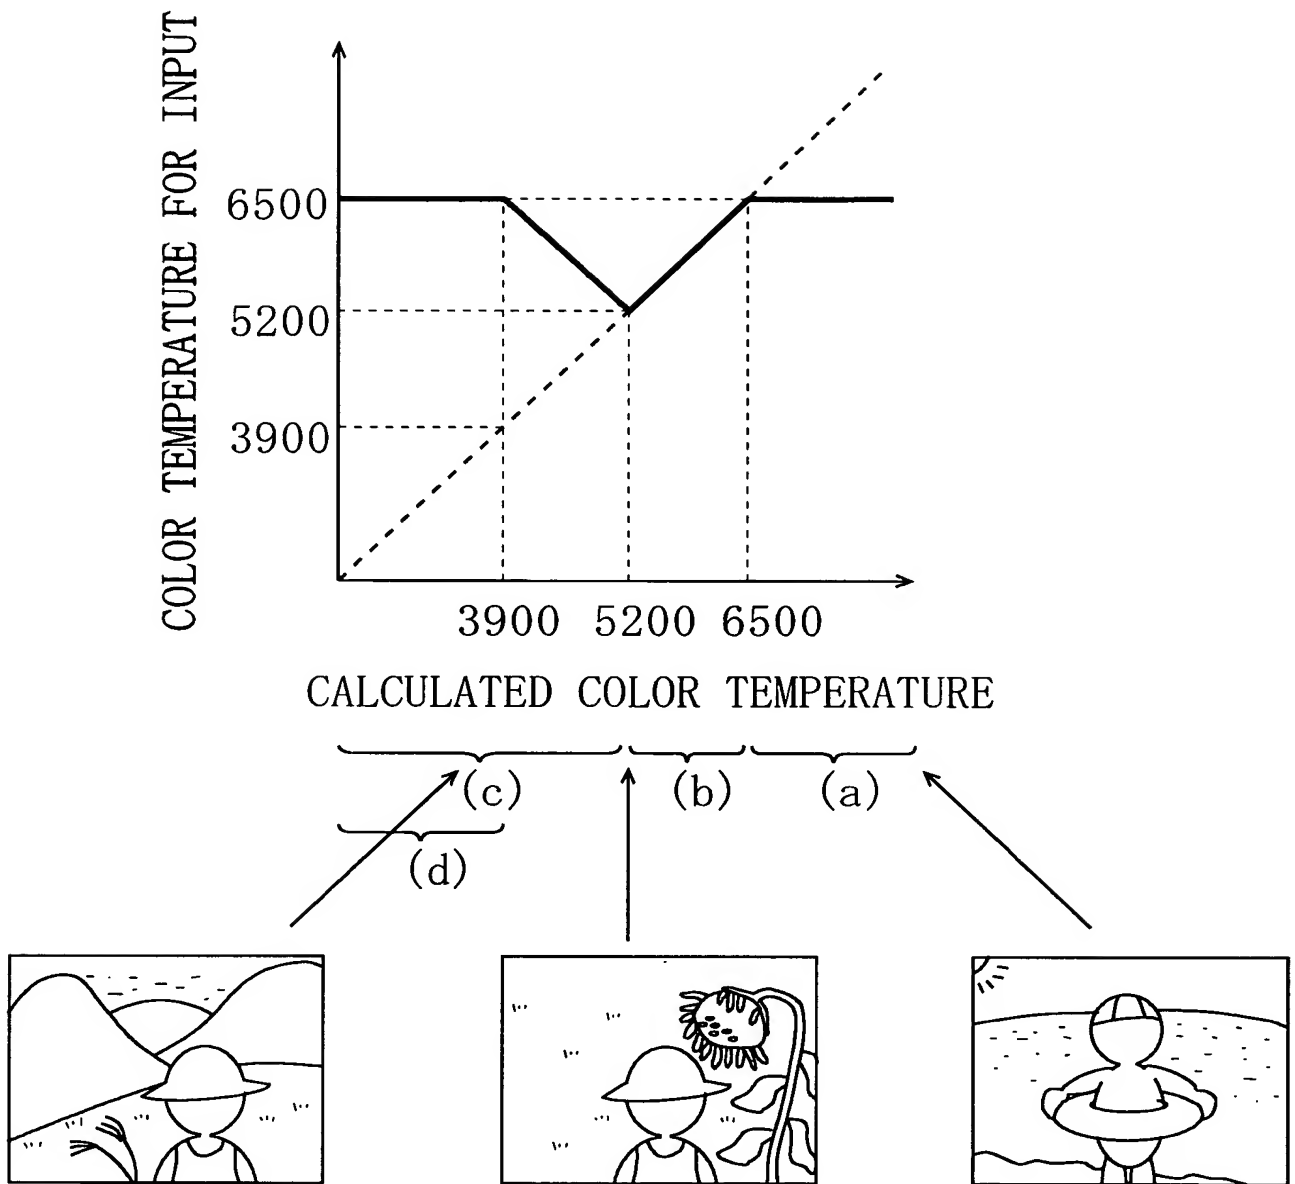 COLOR TEMPERATURE FOR INPUT
6500
5200
3900
3900 5200 6500
CALCULATED COLOR TEMPERATURE
(c) (b) (a)
(d)